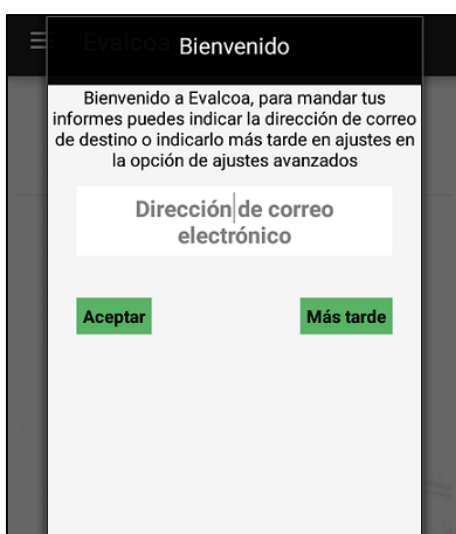 Evalcoa
Bienvenido
Bienvenido a Evalcoa, para mandar tus
informes puedes indicar la dirección de correo
de destino o indicarlo más tarde en ajustes en
la opción de ajustes avanzados
Dirección de correo
electrónico
Aceptar
Más tarde